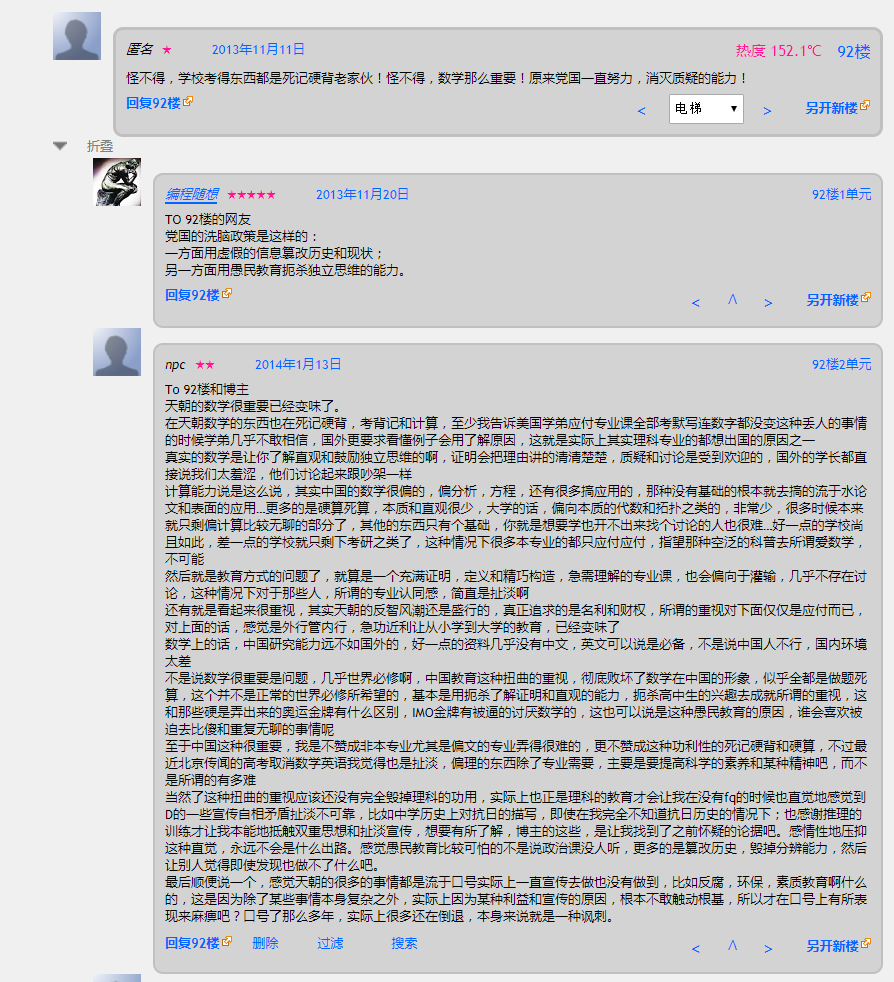 匿名 ★ 2013年11月11日 热度 152.1℃ 92楼
怪不得，学校考得东西都是死记硬背老家伙！怪不得，数学那么重要！原来党国一直努力，消灭质疑的能力！
回复92楼 < 电梯 > 另开新楼
折叠
编程随想 ★★★★★ 2013年11月20日 92楼1单元
TO 92楼的网友
党国的洗脑政策是这样的：
一方面用虚假的信息篡改历史和现状；
另一方面用愚民教育扼杀独立思维的能力。
回复92楼 < ^ > 另开新楼
npc ★★ 2014年1月13日 92楼2单元
To 92楼和博主
天朝的数学很重要已经变味了。
在天朝数学的东西也在死记硬背，考背记和计算，至少我告诉美国学弟应付专业课全部考默写连数字都没变这种丢人的事情
的时候学弟几乎不敢相信，国外更要求看懂例子会用了解原因，这就是实际上其实理科专业的都想出国的原因之一
真实的数学是让你了解直观和鼓励独立思维的啊，证明会把理由讲的清清楚楚，质疑和讨论是受到欢迎的，国外的学长都直
接说我们太羞涩，他们讨论起来跟吵架一样
计算能力说是这么说，其实中国的数学很偏的，偏分析，方程，还有很多搞应用的，那种没有基础的根本就去搞的流于水论
文和表面的应用...更多的是硬算死算，本质和直观很少，大学的话，偏向本质的代数和拓扑之类的，非常少，很多时候本来
就只剩偏计算比较无聊的部分了，其他的东西只有个基础，你就是想要学也开不出来找个讨论的人也很难...好一点的学校尚
且如此，差一点的学校就只剩下考研之类了，这种情况下很多本专业的都只应付应付，指望那种空泛的科普去所谓爱数学，
不可能
然后就是教育方式的问题了，就算是一个充满证明，定义和精巧构造，急需理解的专业课，也会偏向于灌输，几乎不存在讨
论，这种情况下对于那些人，所谓的专业认同感，简直是扯淡啊
还有就是看起来很重视，其实天朝的反智风潮还是盛行的，真正追求的是名利和财权，所谓的重视对下面仅仅是应付而已，
对上面的话，感觉是外行管内行，急功近利让从小学到大学的教育，已经变味了
数学上的话，中国研究能力远不如国外的，好一点的资料几乎没有中文，英文可以说是必备，不是说中国人不行，国内环境
太差
不是说数学很重要是问题，几乎世界必修啊，中国教育这种扭曲的重视，彻底败坏了数学在中国的形象，似乎全都是做题死
算，这个并不是正常的世界必修所希望的，基本是用扼杀了解证明和直观的能力，扼杀高中生的兴趣去成就所谓的重视，这
和那些硬是弄出来的奥运金牌有什么区别，IMO金牌有被逼的讨厌数学的，这也可以说是这种愚民教育的原因，谁会喜欢被
迫去比傻和重复无聊的事情呢
至于中国这种很重要，我是不赞成非本专业尤其是偏文的专业弄得很难的，更不赞成这种功利性的死记硬背和硬算，不过最
近北京传闻的高考取消数学英语我觉得也是扯淡，偏理的东西除了专业需要，主要是要提高科学的素养和某种精神吧，而不
是所谓的有多难
当然了这种扭曲的重视应该还没有完全毁掉理科的功用，实际上也正是理科的教育才会让我在没有fq的时候也直觉地感觉到
D的一些宣传自相矛盾扯淡不可靠，比如中学历史上对抗日的描写，即使在我完全不知道抗日历史的情况下；也感谢推理的
训练才让我本能地抵触双重思想和扯淡宣传，想要有所了解，博主的这些，是让我找到了之前怀疑的论据吧。感情性地压抑
这种直觉，永远不会是什么出路。感觉愚民教育比较可怕的不是说政治课没人听，更多的是篡改历史，毁掉分辨能力，然后
让别人觉得即使发现也做不了什么吧。
最后顺便说一个，感觉天朝的很多的事情都是流于口号实际上一直宣传去做也没有做到，比如反腐，环保，素质教育啊什么
的，这是因为除了某些事情本身复杂之外，实际上因为某种利益和宣传的原因，根本不敢触动根基，所以才在口号上有所表
现来麻痹吧？口号了那么多年，实际上很多还在倒退，本身来说就是一种讽刺。
回复92楼 删除 过滤 搜索 < ^ > 另开新楼